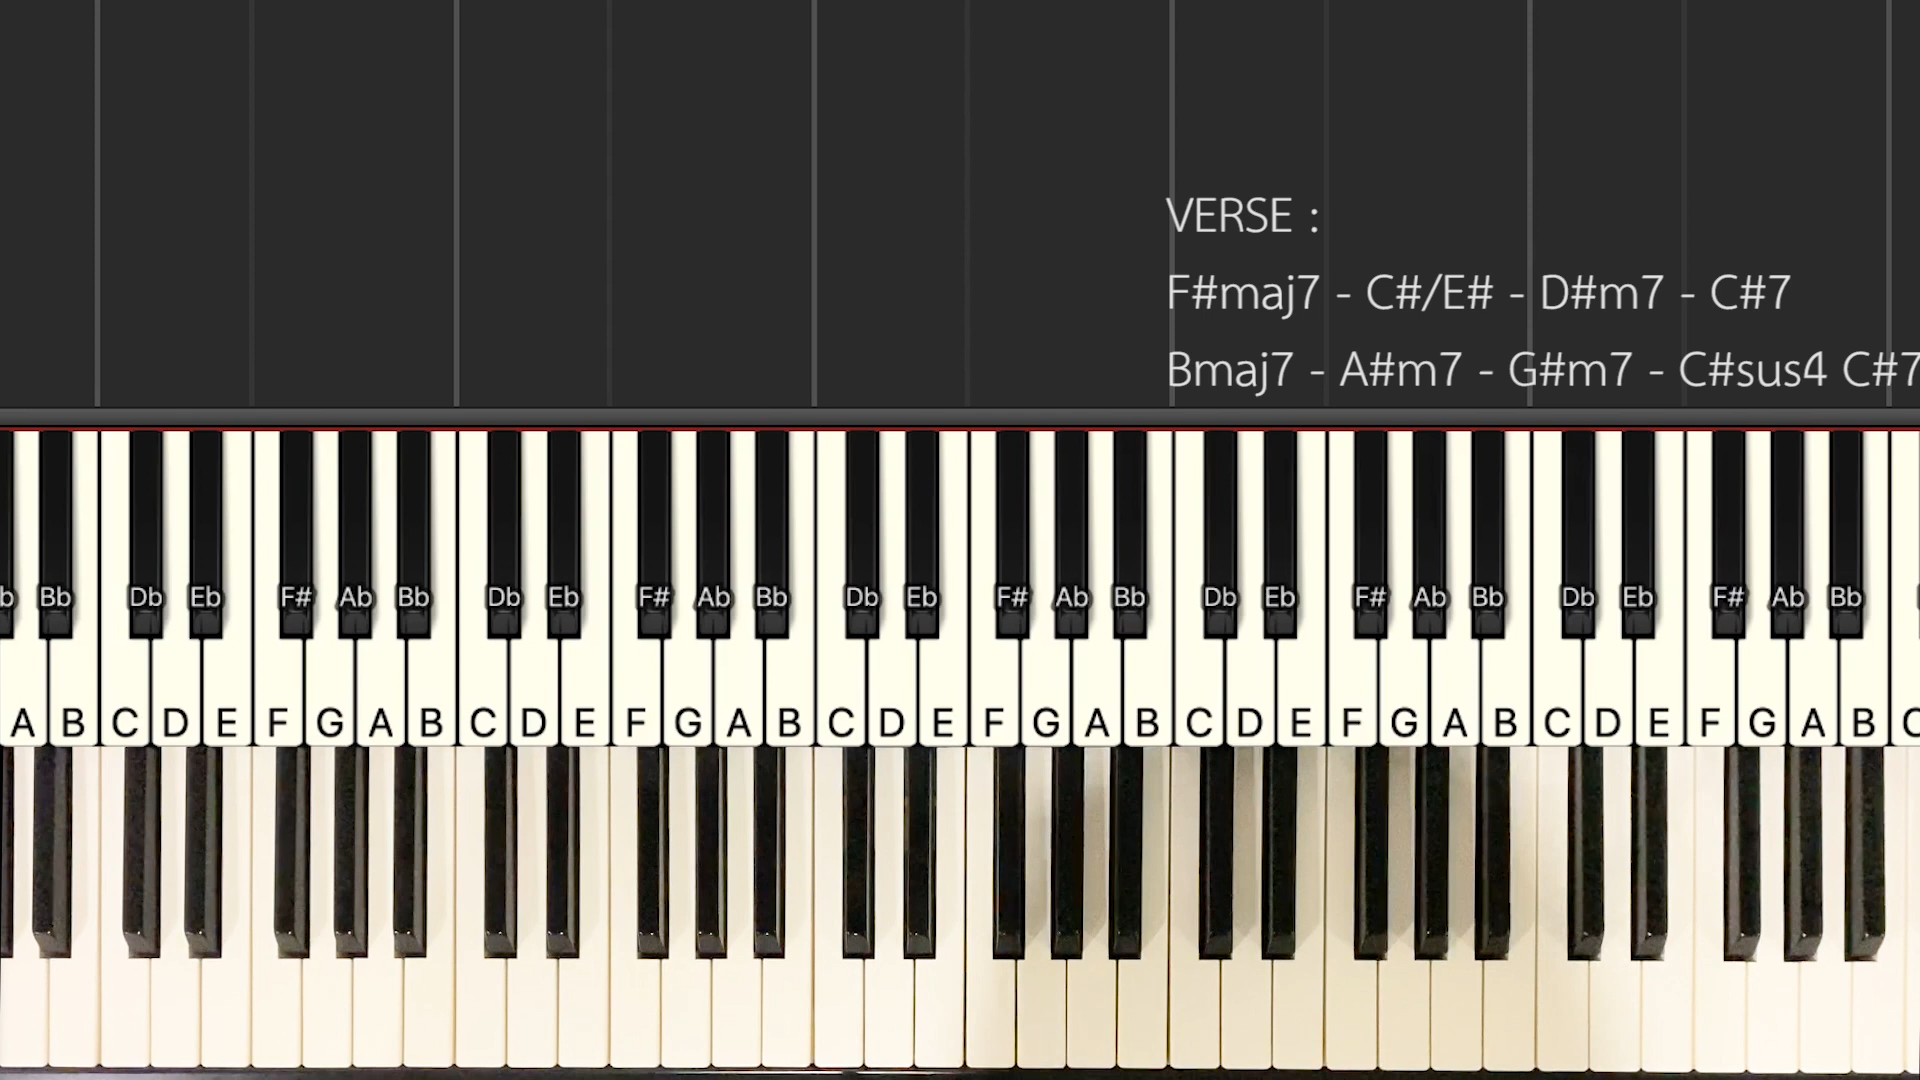 VERSE :
F#maj7 - C#/E# - D#m7 - C#7
Bmaj7 - A#m7 - G#m7 - C#sus4 C#7
b Bb Db Eb F# Ab Bb Db Eb F# Ab Bb Db Eb F# Ab Bb Db Eb F# Ab Bb Db Eb F# Ab Bb
A B C D E F G A B C D E F G A B C D E F G A B C D E F G A B C D E F G A B C